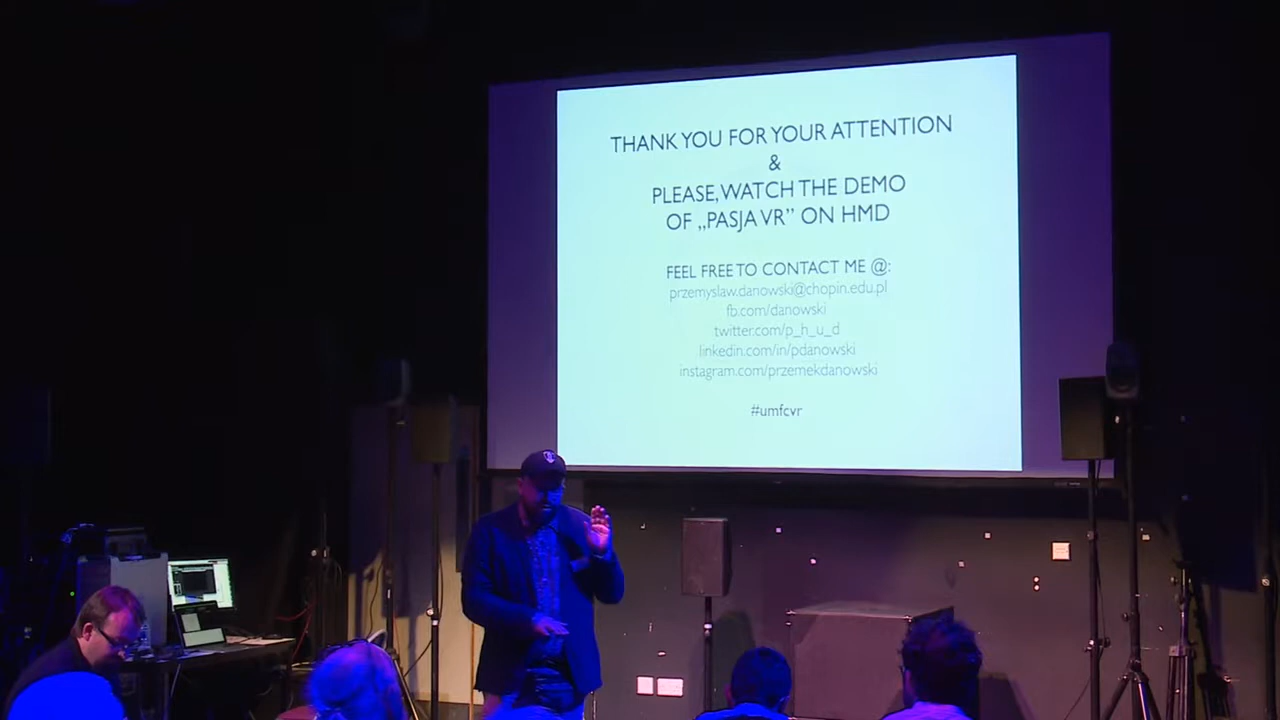 THANK YOU FOR YOUR ATTENTION
&
PLEASE, WATCH THE DEMO
OF „PASJA VR” ON HMD
FEEL FREE TO CONTACT ME @:
przemyslaw.danowski@chopin.edu.pl
fb.com/danowski
twitter.com/p_h_u_d
linkedin.com/in/pdanowski
instagram.com/przemekdanowski
#umfcvr